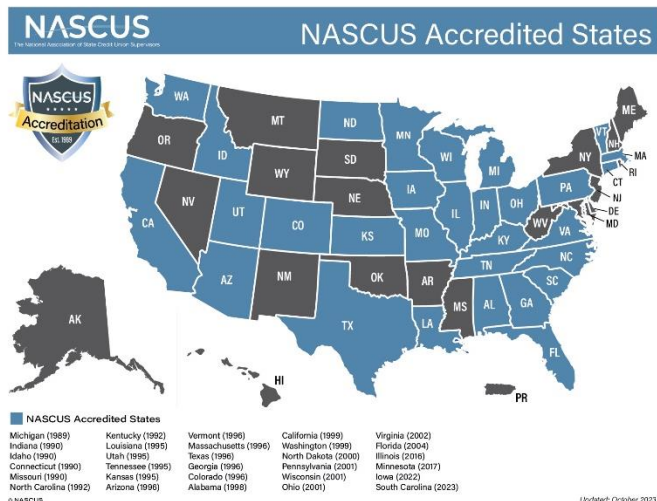 NASCUS
The National Association of State Credit Union Supervisors
NASCUS Accredited States
NASCUS
Accreditation
Est. 1989
WA
OR
MT
ID
ND
MN
SD
WY
WI
MI
ME
VT
NH
NY
MA
RI
CT
NJ
DE
MD
PA
NE
IA
NV
UT
CO
CA
KS
MO
IL
IN
OH
WV
VA
KY
NC
TN
SC
AZ
NM
OK
AR
MS
AL
GA
TX
LA
FL
AK
HI
PR
NASCUS Accredited States
Michigan (1989)
Indiana (1990)
Idaho (1990)
Connecticut (1990)
Missouri (1990)
North Carolina (1992)
Kentucky (1992)
Louisiana (1995)
Utah (1995)
Tennessee (1995)
Kansas (1995)
Arizona (1996)
Vermont (1996)
Massachusetts (1996)
Texas (1996)
Georgia (1996)
Colorado (1996)
Alabama (1998)
California (1999)
Washington (1999)
North Dakota (2000)
Pennsylvania (2001)
Wisconsin (2001)
Ohio (2001)
Virginia (2002)
Florida (2004)
Illinois (2016)
Minnesota (2017)
Iowa (2022)
South Carolina (2023)
© NASCUS
Updated: October 2023